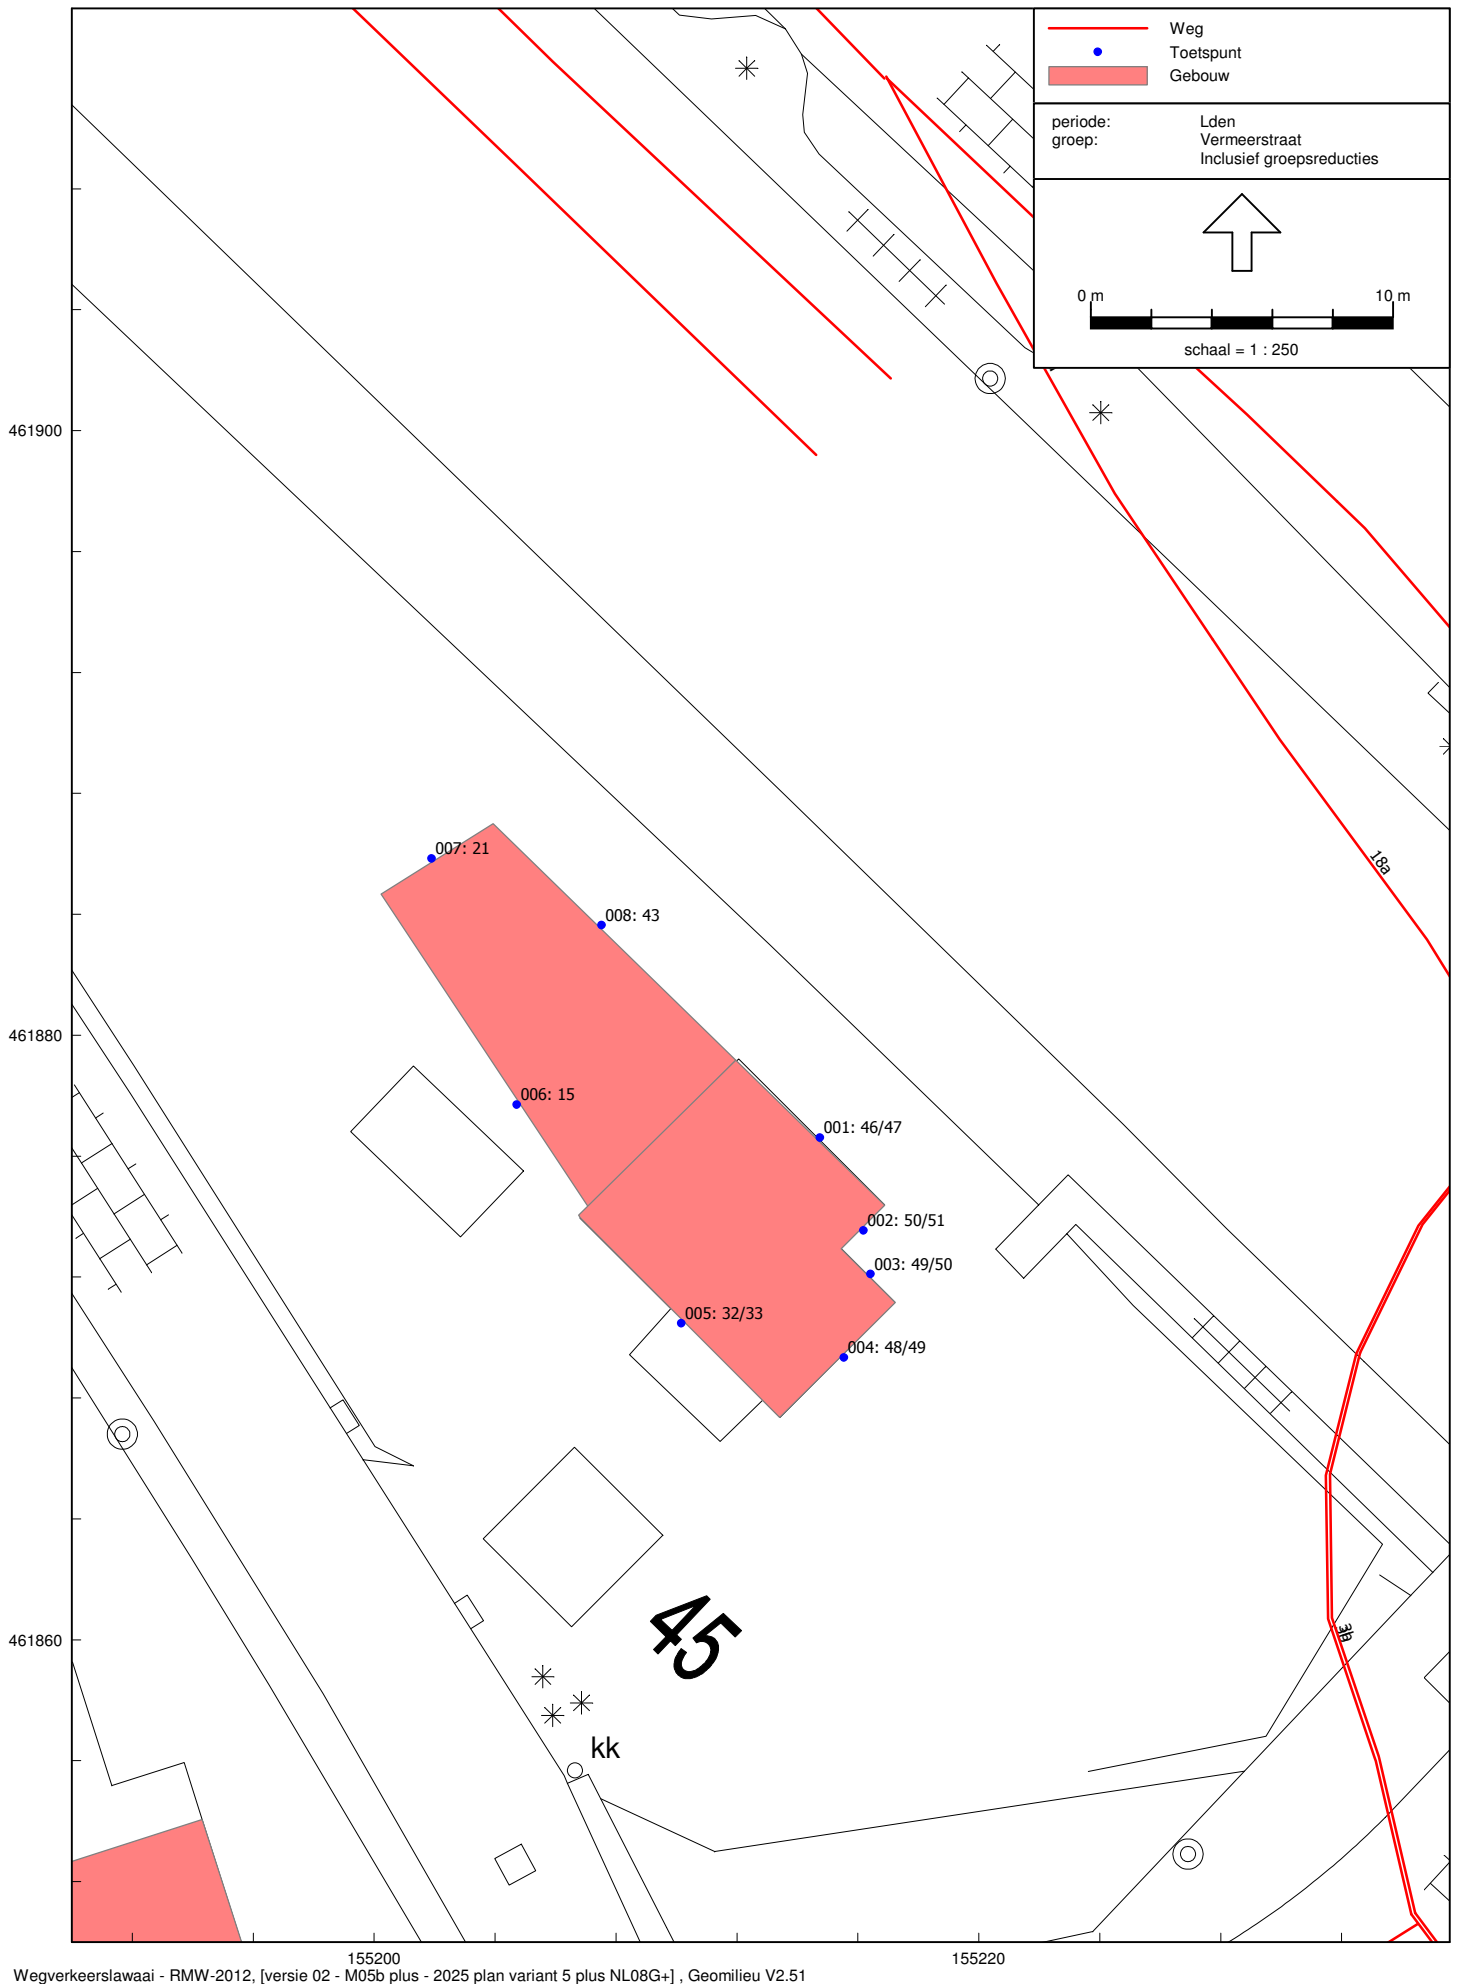 Weg
Toetspunt
Gebouw
periode: Lden
groep: Vermeerstraat
Inclusief groepsreducties
0 m 10 m
schaal = 1 : 250
461900
18a
007: 21
008: 43
461880
006: 15
001: 46/47
002: 50/51
003: 49/50
005: 32/33
004: 48/49
45
461860
kk
155200 155220
Wegverkeerslawaai - RMW-2012, [versie 02 - M05b plus - 2025 plan variant 5 plus NL08G+] , Geomilieu V2.51